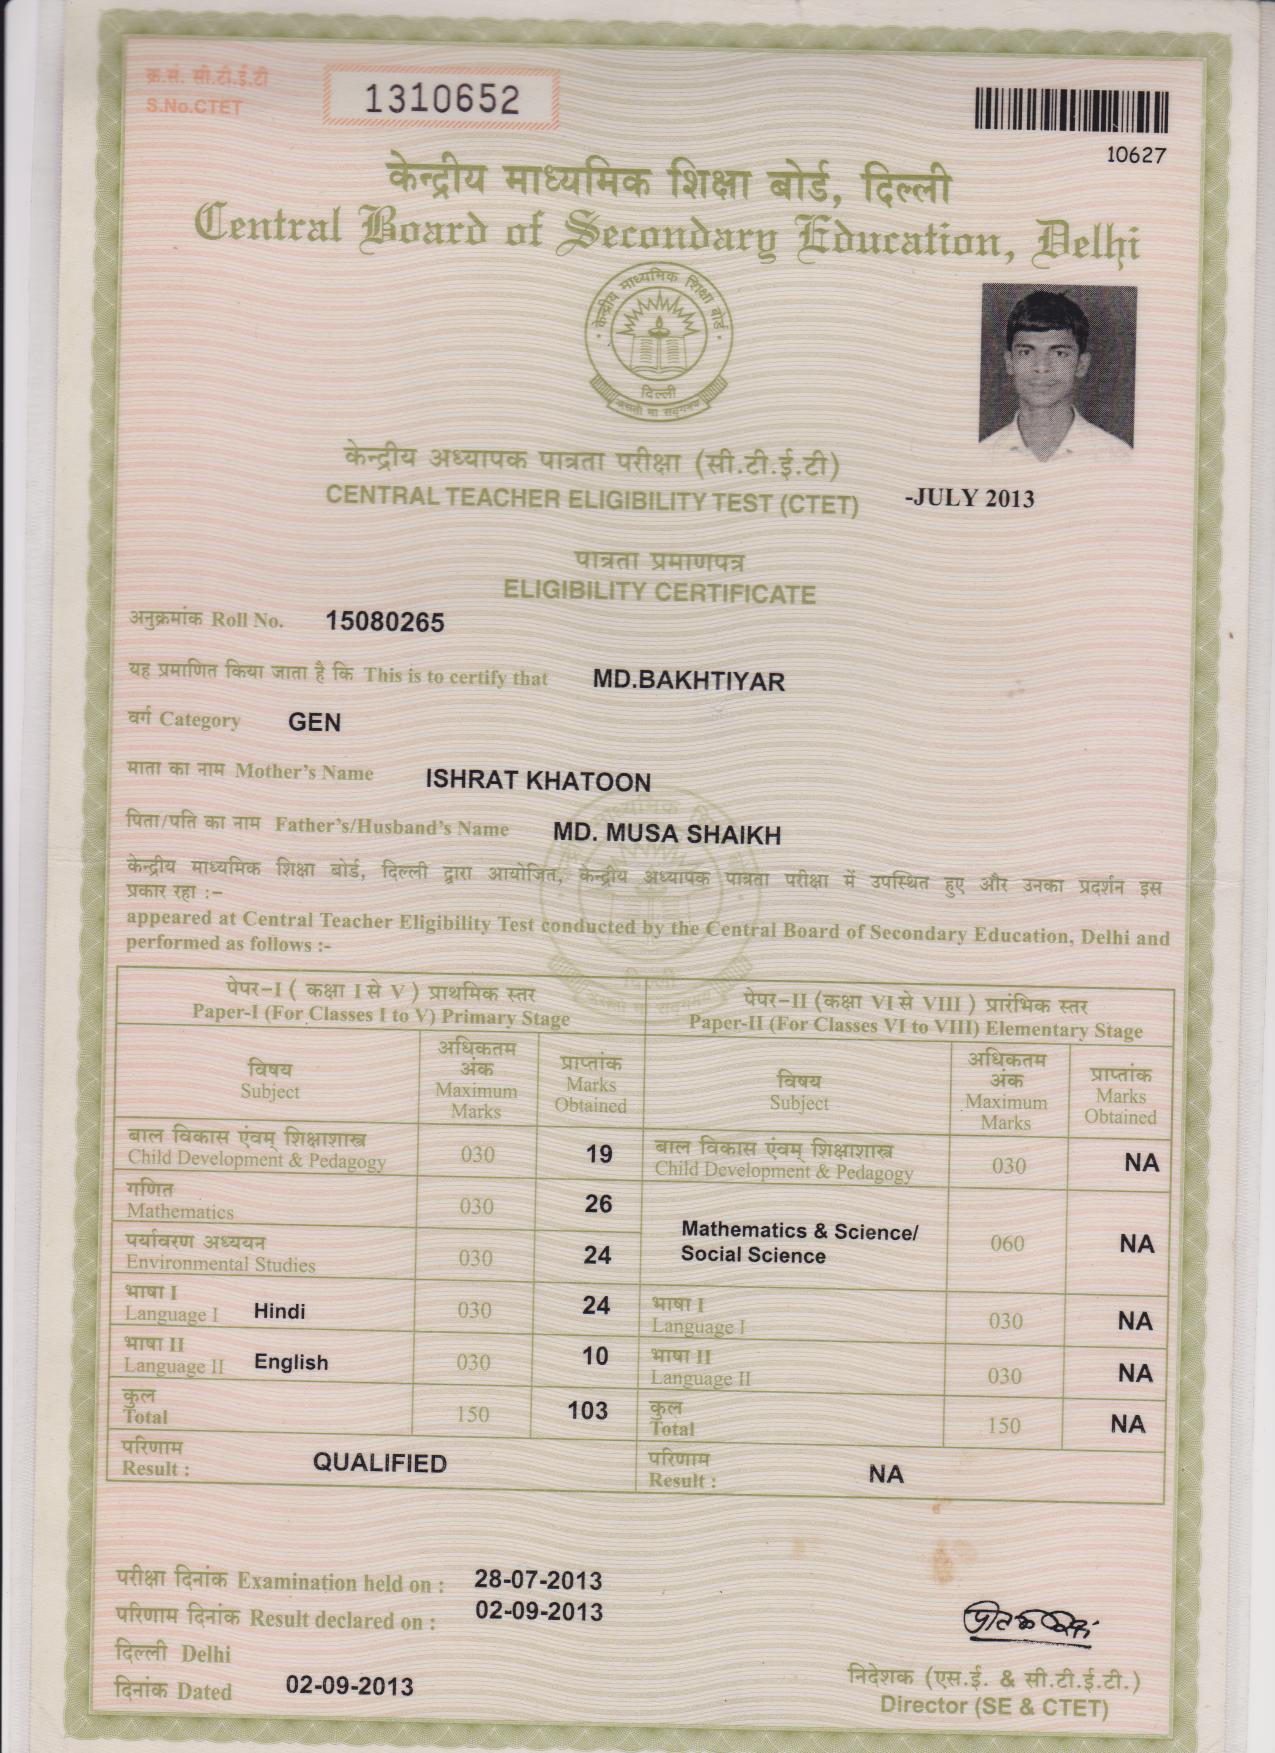 क्र.सं. सी.टी.ई.टी
S.No.CTET
1310652
10627
केन्द्रीय माध्यमिक शिक्षा बोर्ड, दिल्ली
Central Board of Secondary Education, Delhi
केन्द्रीय माध्यमिक शिक्षा बोर्ड
दिल्ली
केन्द्रीय अध्यापक पात्रता परीक्षा (सी.टी.ई.टी)
CENTRAL TEACHER ELIGIBILITY TEST (CTET) -JULY 2013
पात्रता प्रमाणपत्र
ELIGIBILITY CERTIFICATE
अनुक्रमांक Roll No. 15080265
यह प्रमाणित किया जाता है कि This is to certify that MD.BAKHTIYAR
वर्ग Category GEN
माता का नाम Mother's Name ISHRAT KHATOON
पिता/पति का नाम Father's/Husband's Name MD. MUSA SHAIKH
केन्द्रीय माध्यमिक शिक्षा बोर्ड, दिल्ली द्वारा आयोजित, केन्द्रीय अध्यापक पात्रता परीक्षा में उपस्थित हुए और उनका प्रदर्शन इस
प्रकार रहा :–
appeared at Central Teacher Eligibility Test conducted by the Central Board of Secondary Education, Delhi and
performed as follows :-
पेपर–I ( कक्षा I से V ) प्राथमिक स्तर
Paper-I (For Classes I to V) Primary Stage
पेपर–II (कक्षा VI से VIII ) प्रारंभिक स्तर
Paper-II (For Classes VI to VIII) Elementary Stage
विषय
Subject
अधिकतम
अंक
Maximum
Marks
प्राप्तांक
Marks
Obtained
विषय
Subject
अधिकतम
अंक
Maximum
Marks
प्राप्तांक
Marks
Obtained
बाल विकास एंवम् शिक्षाशास्त्र
Child Development & Pedagogy 030 19
बाल विकास एंवम् शिक्षाशास्त्र
Child Development & Pedagogy 030 NA
गणित
Mathematics 030 26
पर्यावरण अध्ययन
Environmental Studies 030 24
Mathematics & Science/
Social Science 060 NA
भाषा I
Language I Hindi 030 24
भाषा I
Language I 030 NA
भाषा II
Language II English 030 10
भाषा II
Language II 030 NA
कुल
Total 150 103
कुल
Total 150 NA
परिणाम
Result : QUALIFIED
परिणाम
Result : NA
परीक्षा दिनांक Examination held on : 28-07-2013
परिणाम दिनांक Result declared on : 02-09-2013
दिल्ली Delhi
दिनांक Dated 02-09-2013
निदेशक (एस.ई. & सी.टी.ई.टी.)
Director (SE & CTET)